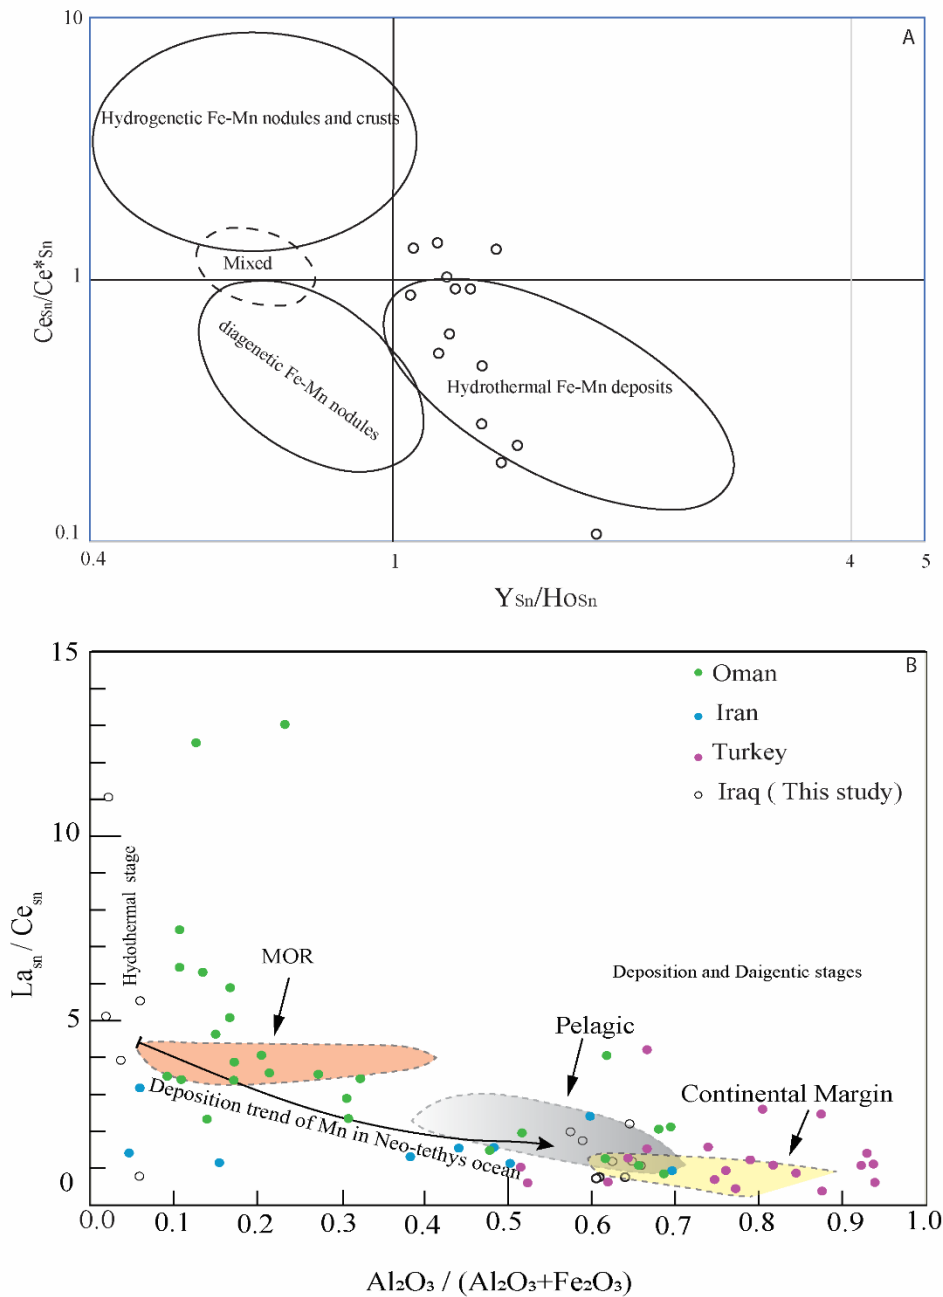 10
A
Hydrogenetic Fe-Mn nodules and crusts
Mixed
CeSn/Ce*Sn
1
diagenetic Fe-Mn nodules
Hydrothermal Fe-Mn deposits
0.1
0.4
1
4
5
YSn/HoSn
15
B
Oman
Iran
Turkey
Iraq ( This study)
10
Hydothermal stage
Lasn / Cesn
MOR
Deposition and Daigentic stages
5
Pelagic
Continental Margin
Deposition trend of Mn in Neo-tethys ocean
0
0.0
0.1
0.2
0.3
0.4
0.5
0.6
0.7
0.8
0.9
1.0
Al₂O₃ / (Al₂O₃+Fe₂O₃)